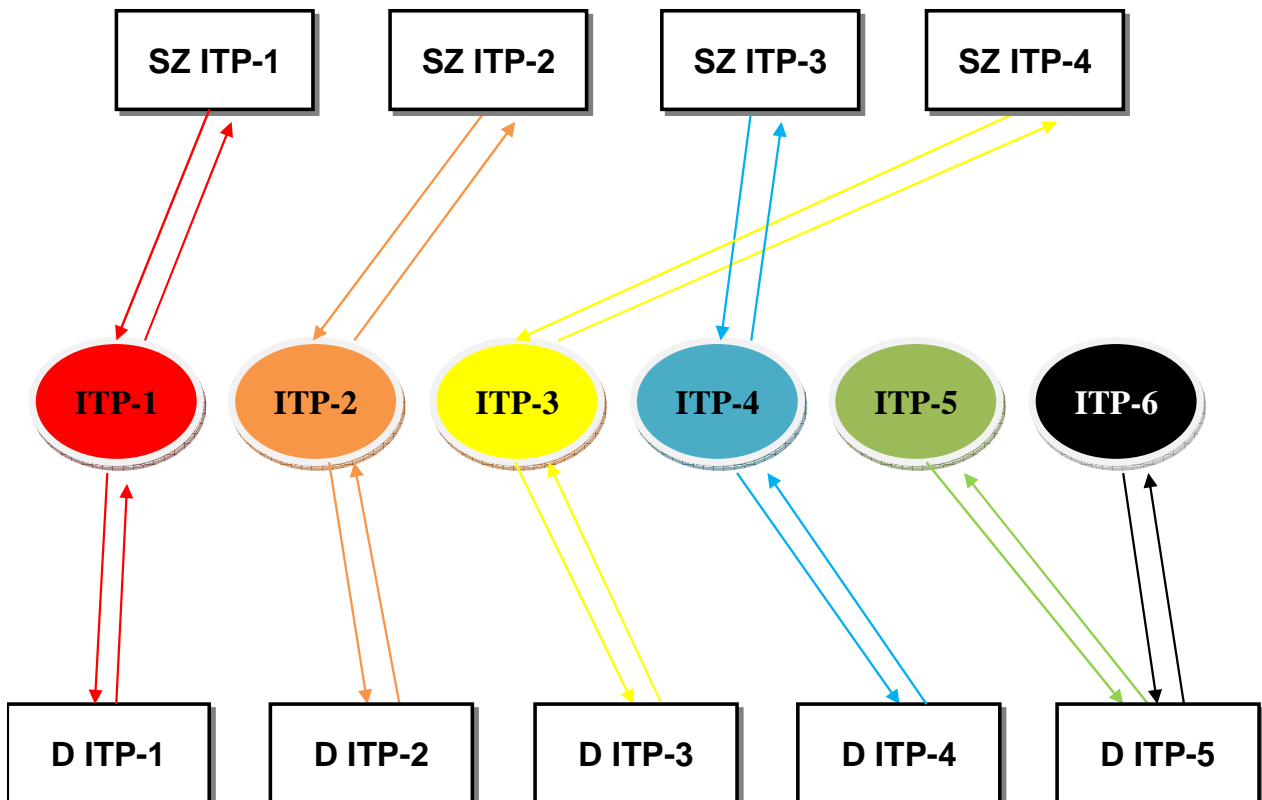 SZ ITP-1
SZ ITP-2
SZ ITP-3
SZ ITP-4
ITP-1
ITP-2
ITP-3
ITP-4
ITP-5
ITP-6
D ITP-1
D ITP-2
D ITP-3
D ITP-4
D ITP-5